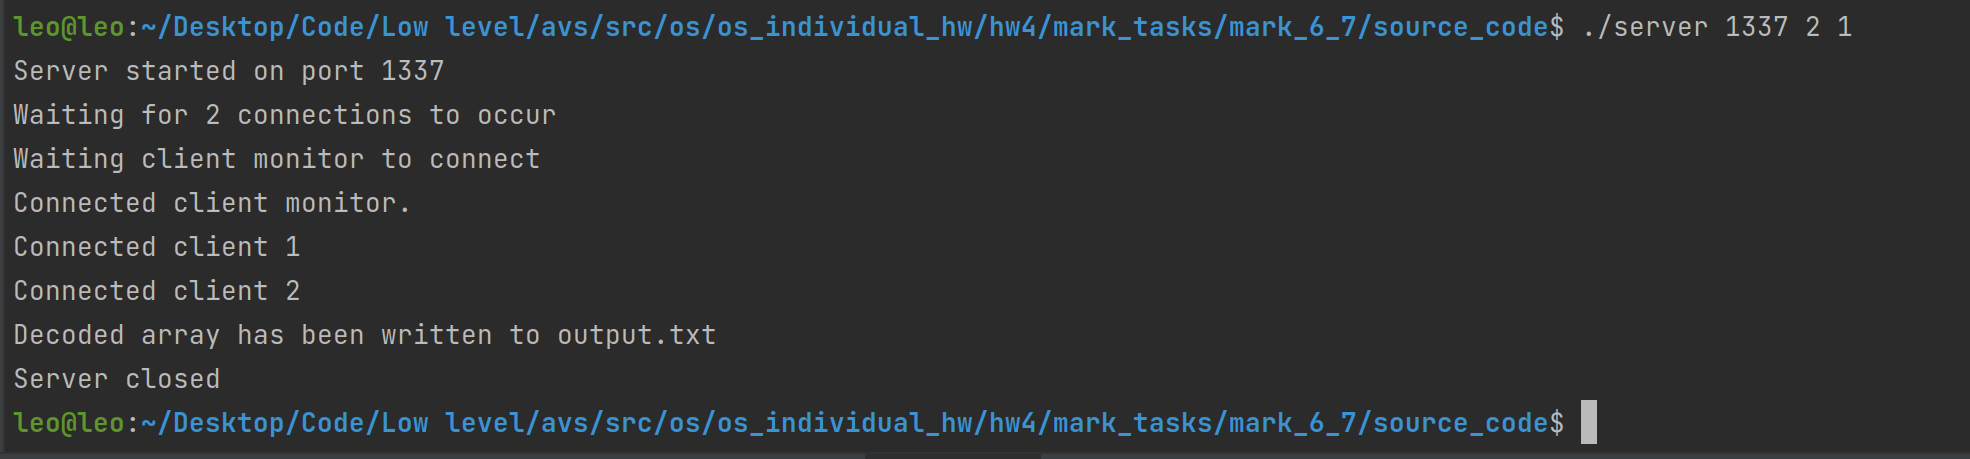 leo@leo:~/Desktop/Code/Low level/avs/src/os/os_individual_hw/hw4/mark_tasks/mark_6_7/source_code$ ./server 1337 2 1
Server started on port 1337
Waiting for 2 connections to occur
Waiting client monitor to connect
Connected client monitor.
Connected client 1
Connected client 2
Decoded array has been written to output.txt
Server closed
leo@leo:~/Desktop/Code/Low level/avs/src/os/os_individual_hw/hw4/mark_tasks/mark_6_7/source_code$